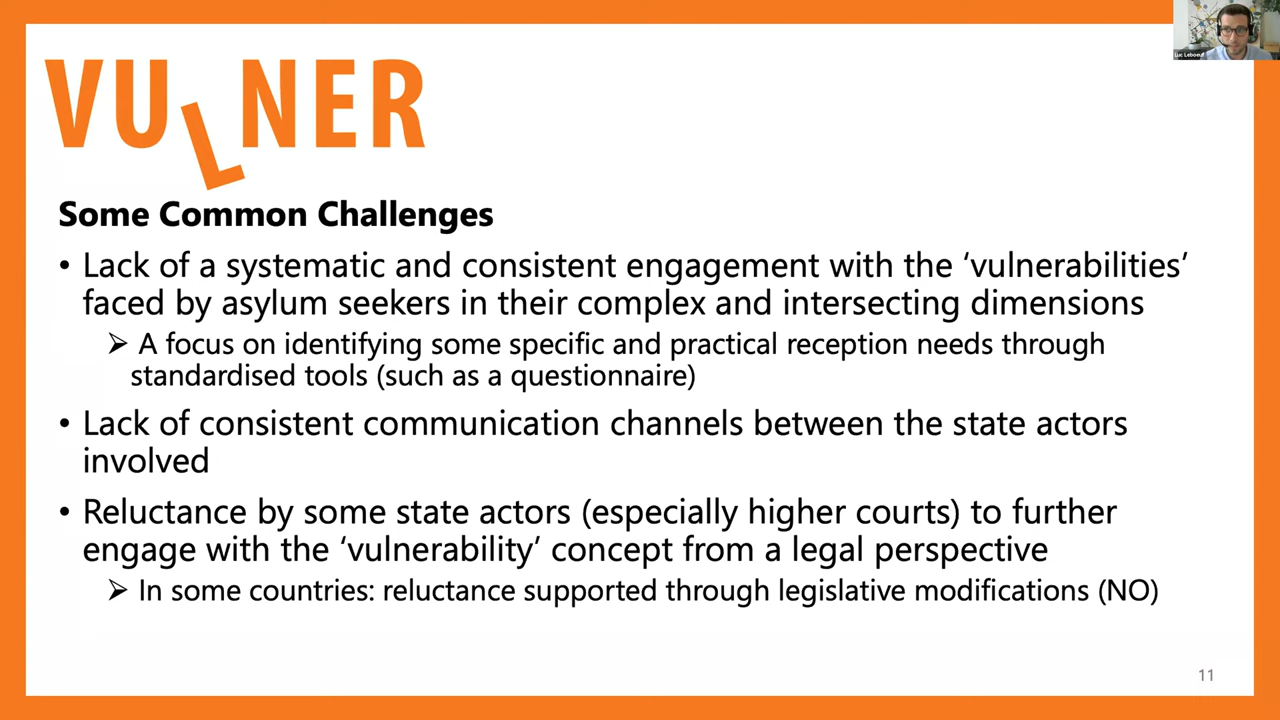 VULNER
Luc Leboeuf
Some Common Challenges
• Lack of a systematic and consistent engagement with the ‘vulnerabilities’
faced by asylum seekers in their complex and intersecting dimensions
➢ A focus on identifying some specific and practical reception needs through
standardised tools (such as a questionnaire)
• Lack of consistent communication channels between the state actors
involved
• Reluctance by some state actors (especially higher courts) to further
engage with the ‘vulnerability’ concept from a legal perspective
➢ In some countries: reluctance supported through legislative modifications (NO)
11